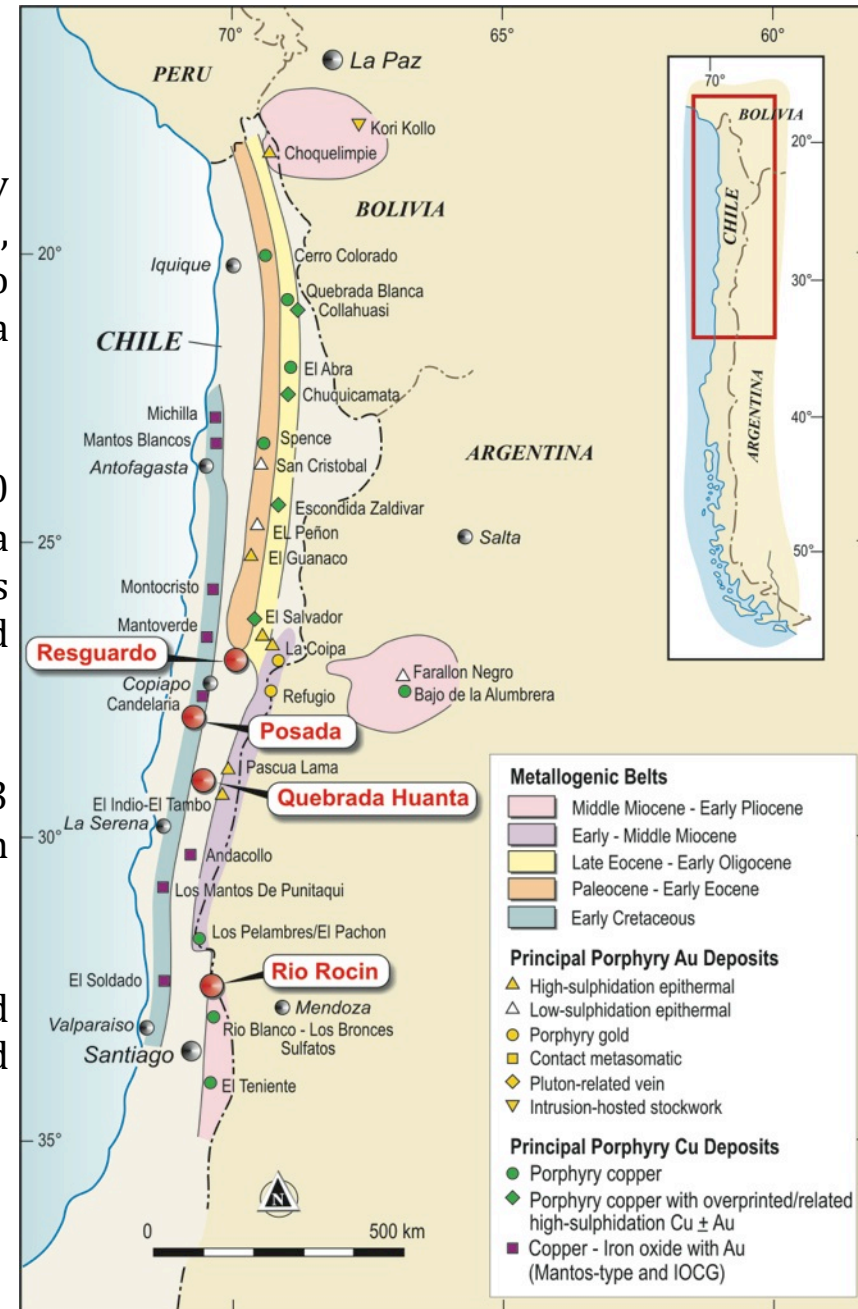 70°
65°
60°
La Paz
PERU
Kori Kollo
Choquelimpie
BOLIVIA
20°
Cerro Colorado
Iquique
Quebrada Blanca
Collahuasi
CHILE
El Abra
Chuquicamata
Michilla
Mantos Blancos
Spence
ARGENTINA
Antofagasta
San Cristobal
Escondida Zaldivar
EL Peñon
25°
Salta
El Guanaco
Montocristo
El Salvador
Mantoverde
La Coipa
Resguardo
Farallon Negro
Copiapo
Refugio
Bajo de la Alumbrera
Candelaria
Posada
Pascua Lama
Quebrada Huanta
El Indio-El Tambo
La Serena
30°
Andacollo
Los Mantos De Punitaqui
Los Pelambres/El Pachon
El Soldado
Rio Rocin
Mendoza
Valparaiso
Rio Blanco - Los Bronces
Sulfatos
Santiago
El Teniente
35°
N
0
500 km
70°
BOLIVIA
20°
CHILE
30°
ARGENTINA
40°
50°
Metallogenic Belts
Middle Miocene - Early Pliocene
Early - Middle Miocene
Late Eocene - Early Oligocene
Paleocene - Early Eocene
Early Cretaceous
Principal Porphyry Au Deposits
High-sulphidation epithermal
Low-sulphidation epithermal
Porphyry gold
Contact metasomatic
Pluton-related vein
Intrusion-hosted stockwork
Principal Porphyry Cu Deposits
Porphyry copper
Porphyry copper with overprinted/related
high-sulphidation Cu ± Au
Copper - Iron oxide with Au
(Mantos-type and IOCG)